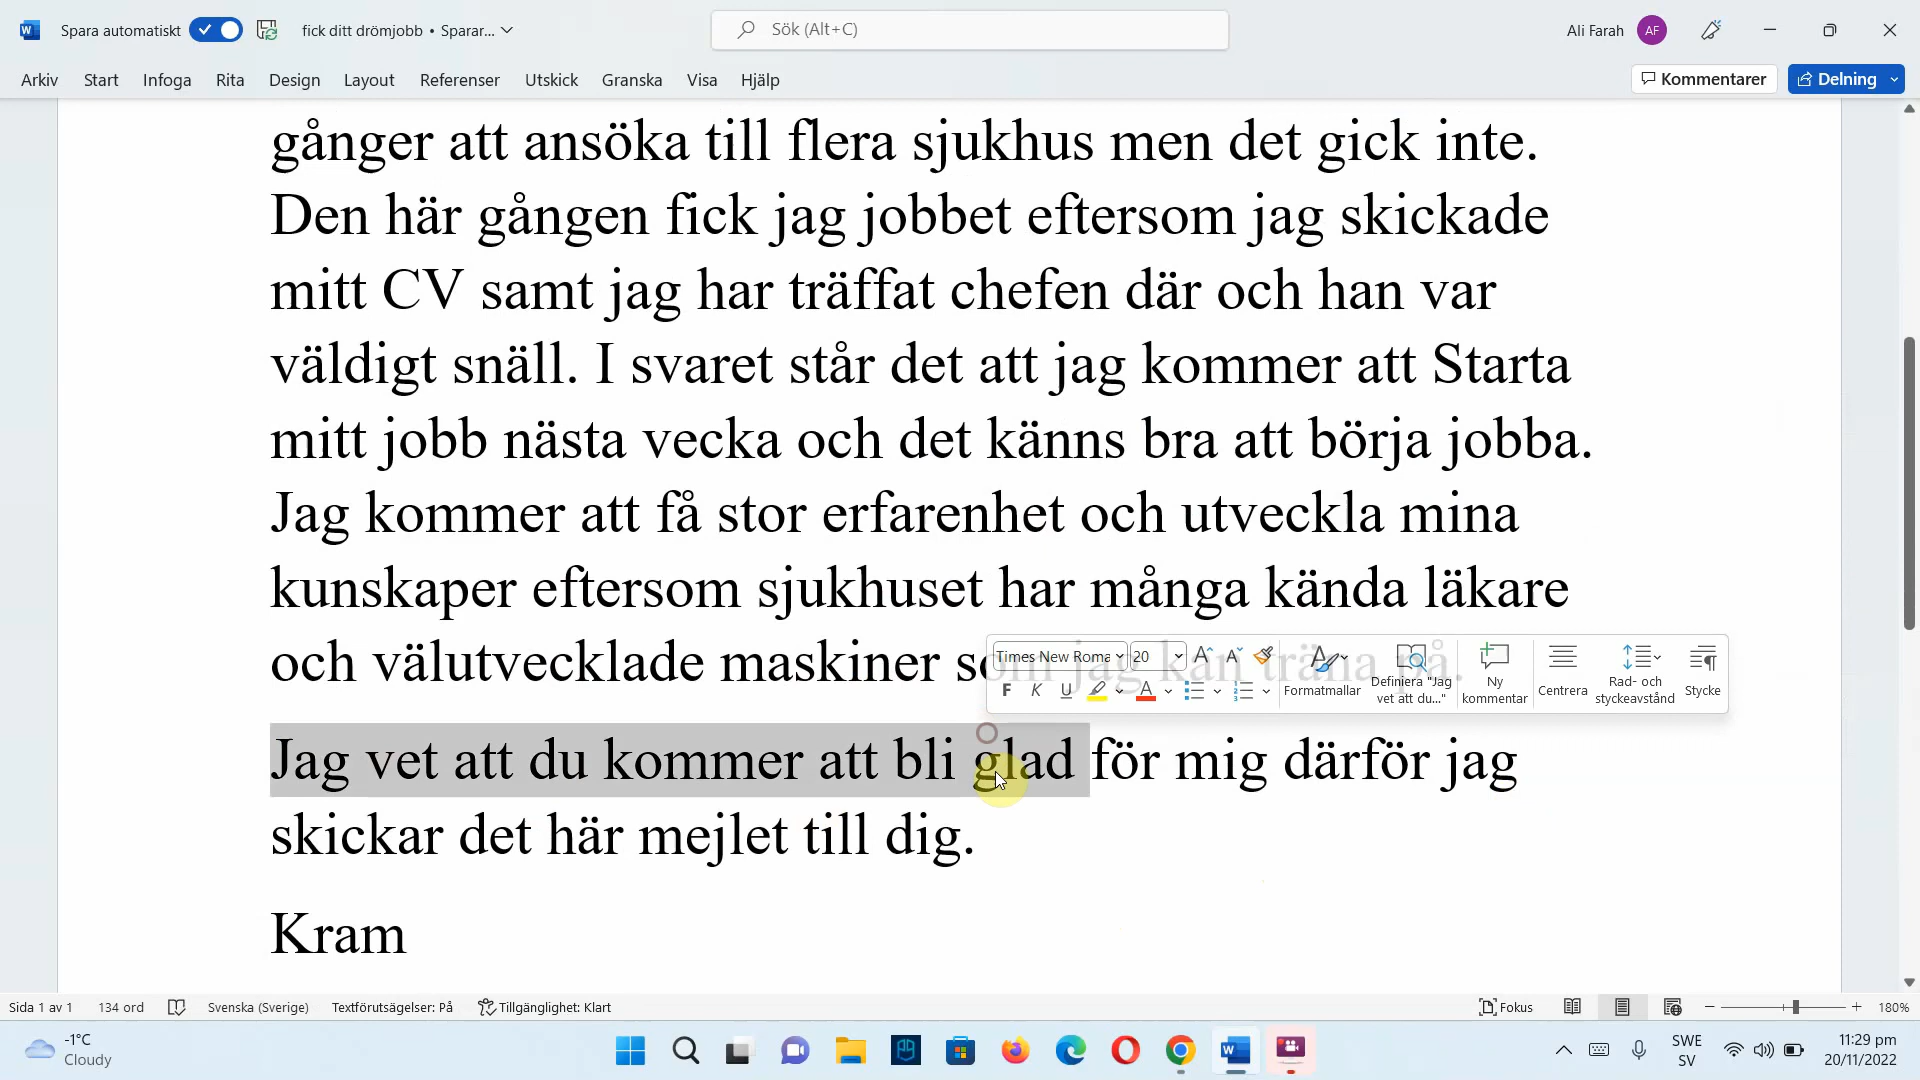 Spara automatiskt
fick ditt drömjobb • Sparar...
Sök (Alt+C)
Ali Farah
AF
Arkiv Start Infoga Rita Design Layout Referenser Utskick Granska Visa Hjälp
Kommentarer
Delning
gånger att ansöka till flera sjukhus men det gick inte.
Den här gången fick jag jobbet eftersom jag skickade
mitt CV samt jag har träffat chefen där och han var
väldigt snäll. I svaret står det att jag kommer att Starta
mitt jobb nästa vecka och det känns bra att börja jobba.
Jag kommer att få stor erfarenhet och utveckla mina
kunskaper eftersom sjukhuset har många kända läkare
och välutvecklade maskiner som jag kan träna på.
Times New Roma 20
F K U
Formatmallar
Definiera "Jag
vet att du..."
Ny
kommentar
Centrera
Rad- och
styckeavstånd
Stycke
Jag vet att du kommer att bli glad för mig därför jag
skickar det här mejlet till dig.
Kram
Sida 1 av 1 134 ord Svenska (Sverige) Textförutsägelser: På Tillgänglighet: Klart
Fokus
180%
-1°C
Cloudy
SWE
SV
11:29 pm
20/11/2022